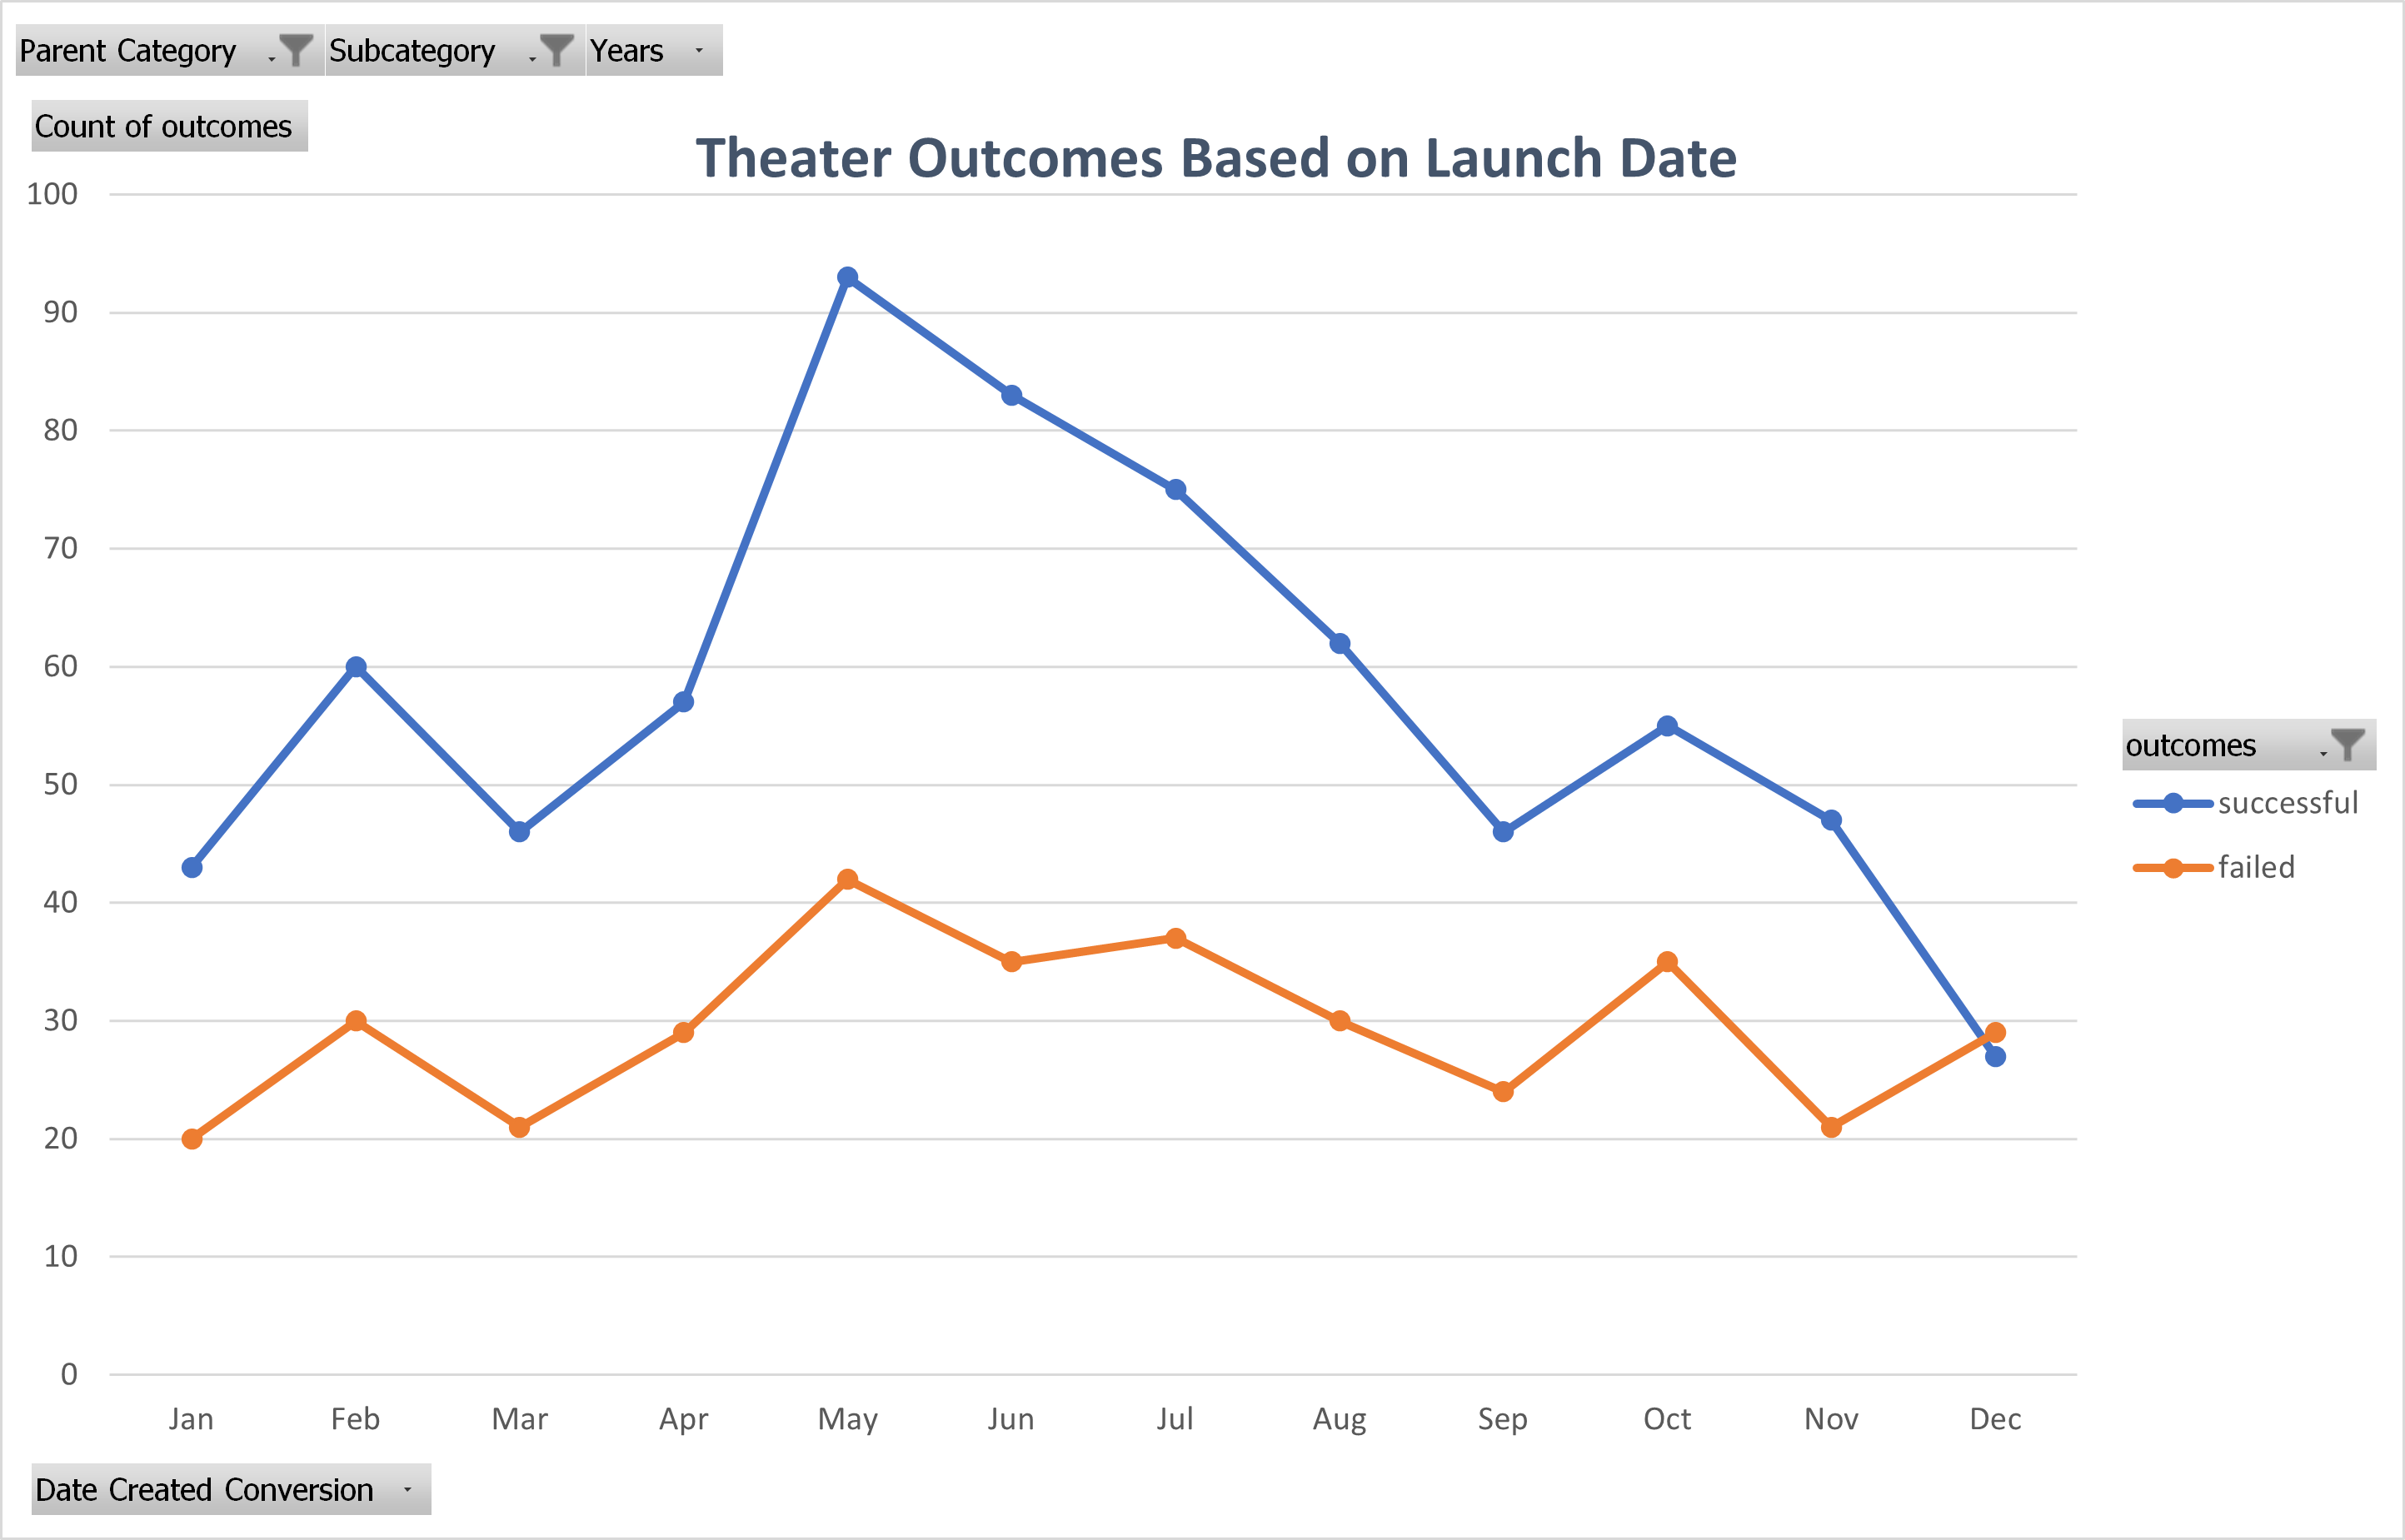 Parent Category Subcategory Years
Count of outcomes
Theater Outcomes Based on Launch Date
100
90
80
70
60
50
40
30
20
10
0
outcomes
successful
failed
Jan Feb Mar Apr May Jun Jul Aug Sep Oct Nov Dec
Date Created Conversion